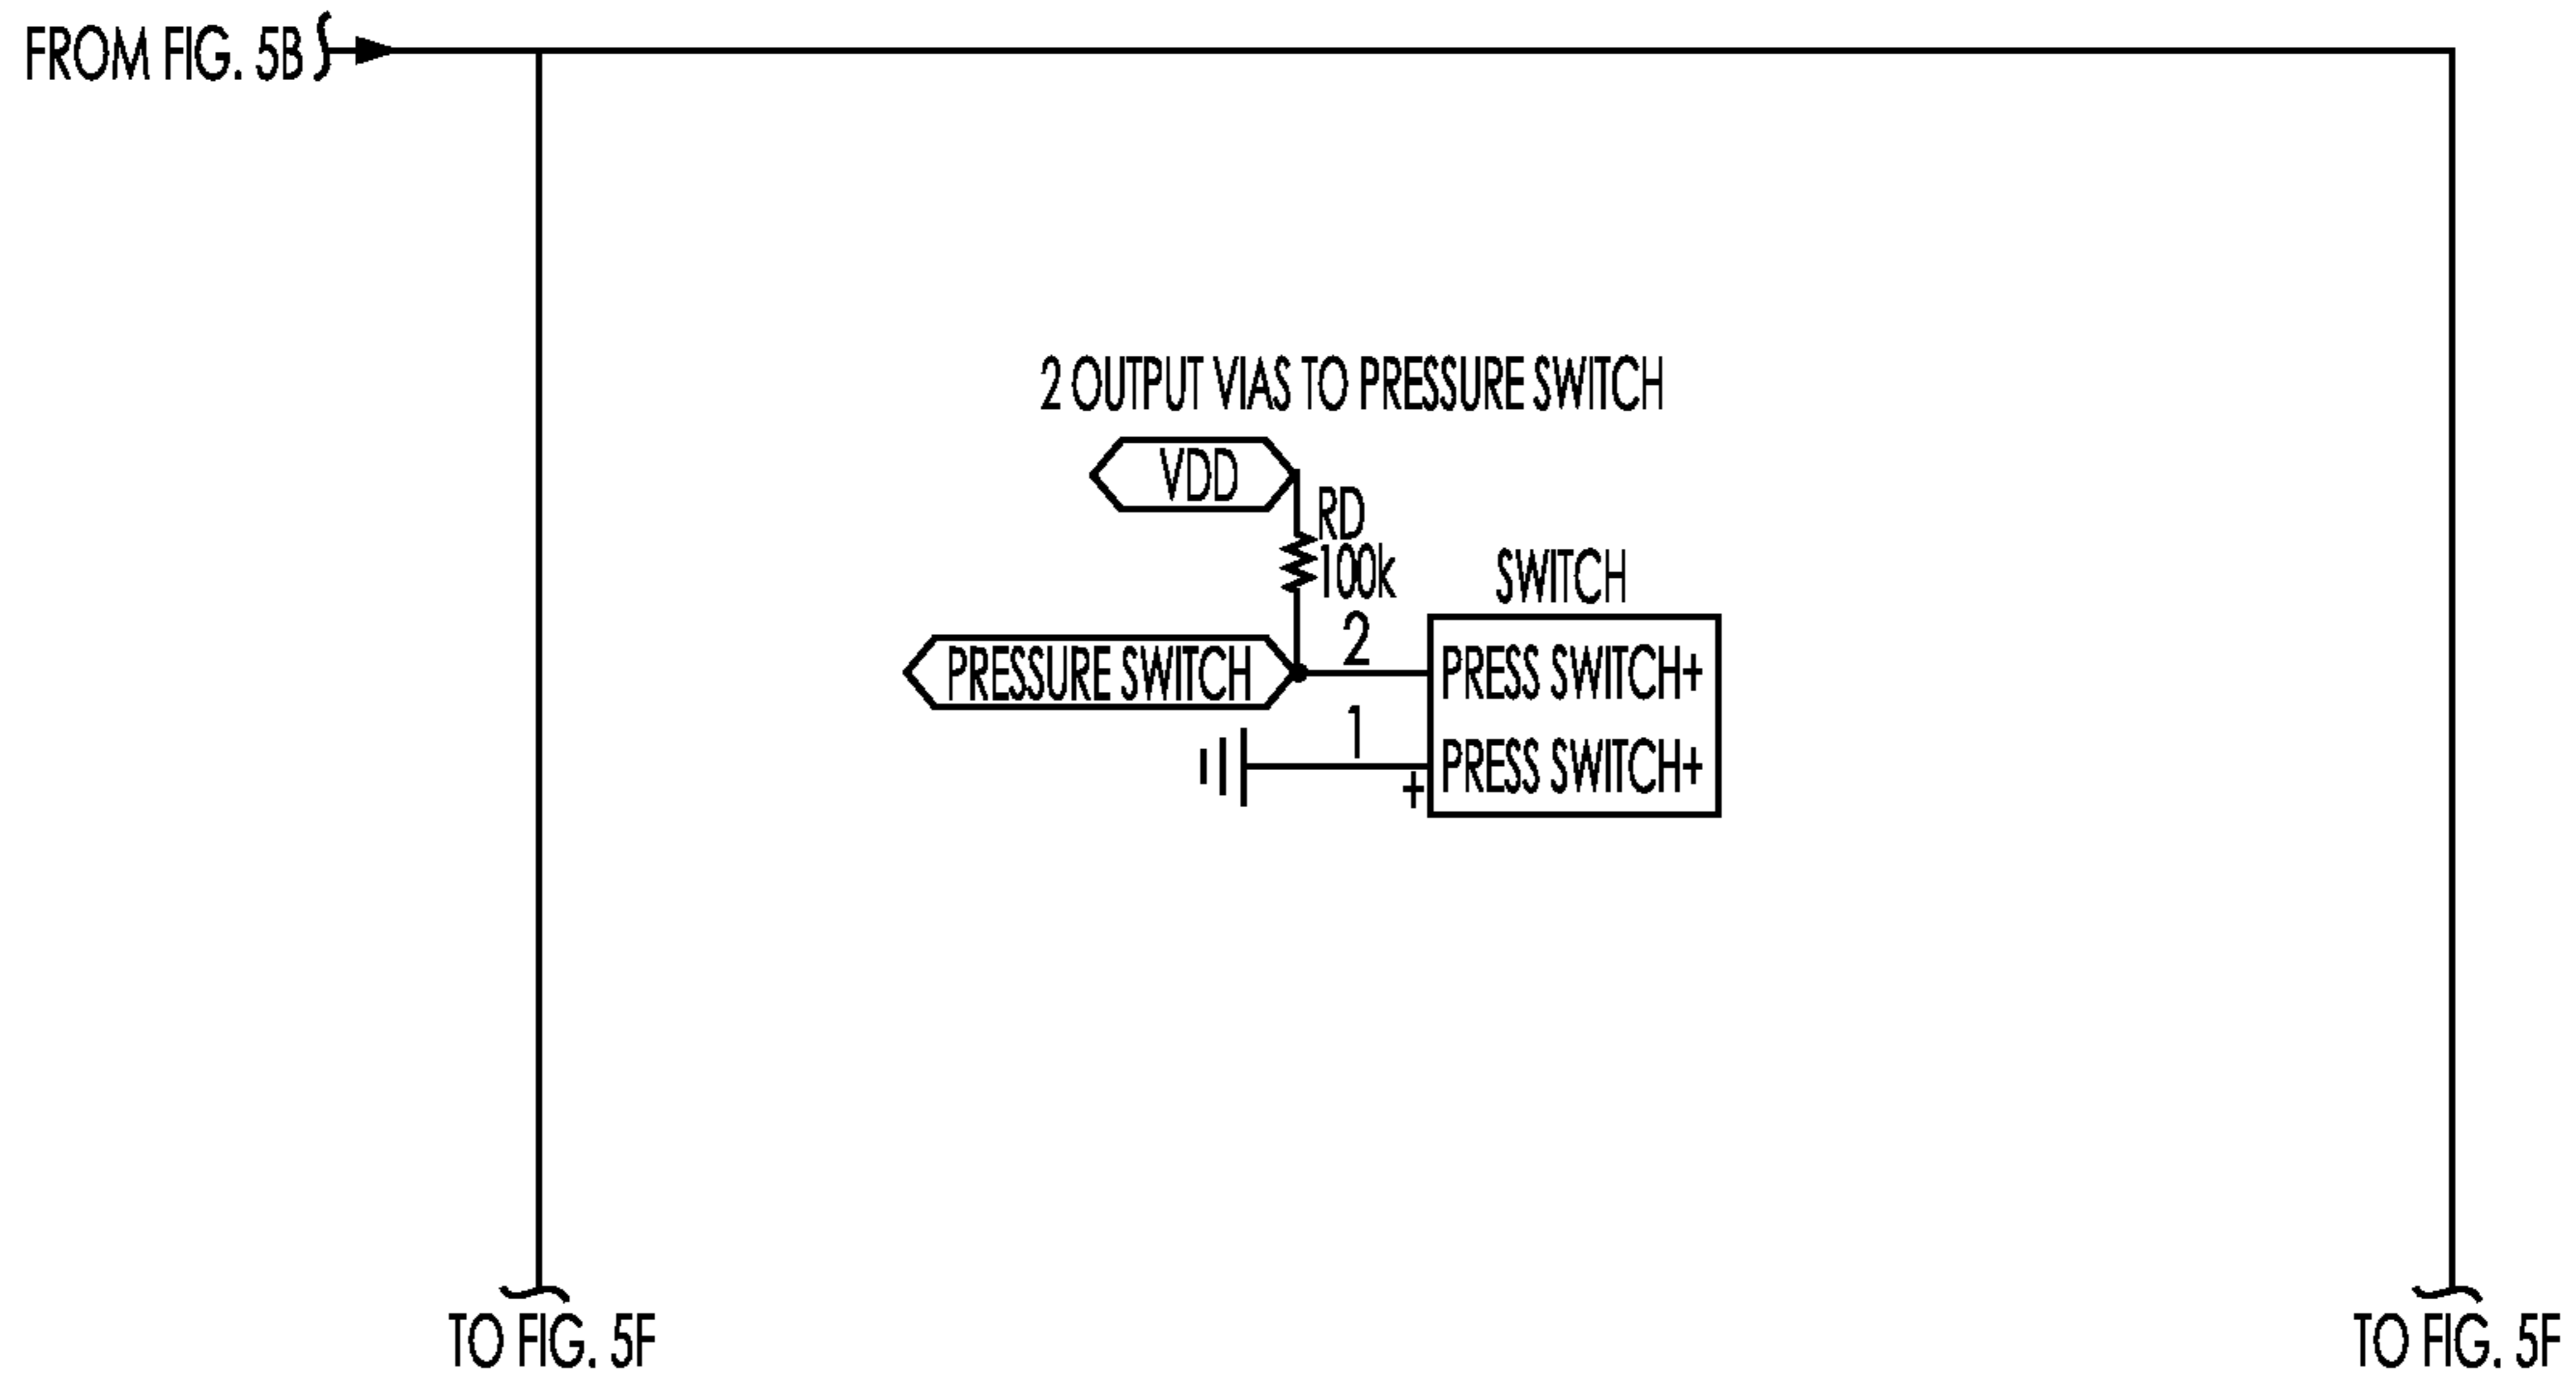 FROM FIG. 5B
2 OUTPUT VIAS TO PRESSURE SWITCH
VDD
RD
100k
SWITCH
2
PRESSURE SWITCH
PRESS SWITCH+
1
PRESS SWITCH+
+
TO FIG. 5F
TO FIG. 5F